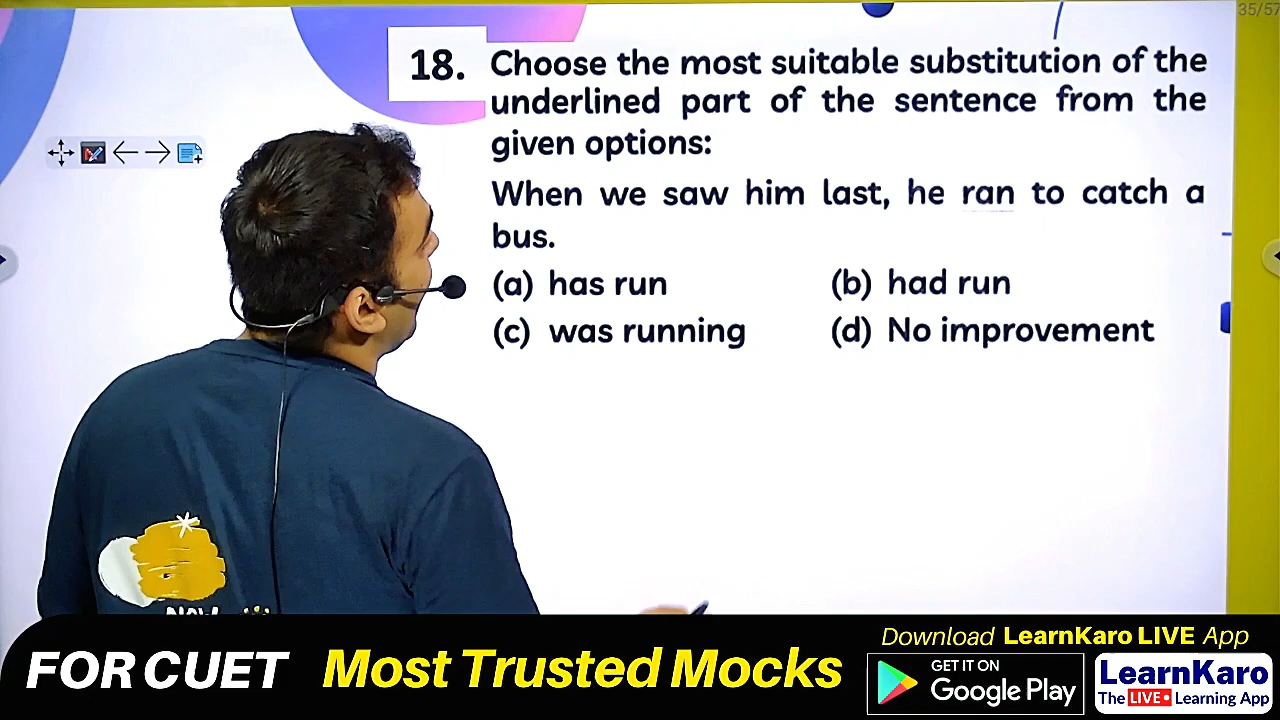 35/57
18. Choose the most suitable substitution of the
underlined part of the sentence from the
given options:
When we saw him last, he ran to catch a
bus.
(a) has run (b) had run
(c) was running (d) No improvement
FOR CUET Most Trusted Mocks
Download LearnKaro LIVE App
GET IT ON
Google Play
LearnKaro
The LIVE Learning App